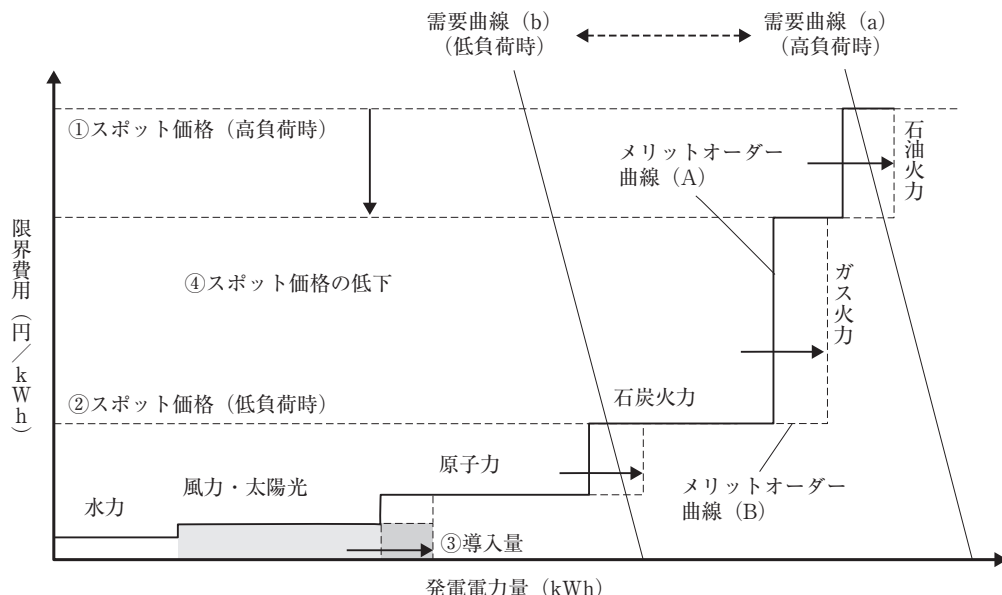 需要曲線（b）
（低負荷時）
需要曲線（a）
（高負荷時）
①スポット価格（高負荷時）
メリットオーダー
曲線（A）
石油火力
④スポット価格の低下
ガス火力
限界費用（円／kWh）
②スポット価格（低負荷時）
石炭火力
原子力
風力・太陽光
水力
メリットオーダー
曲線（B）
③導入量
発電電力量（kWh）